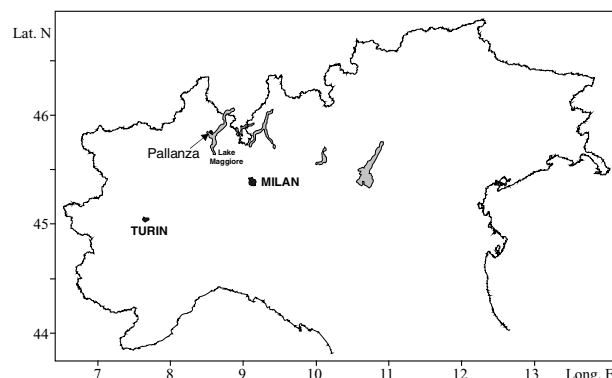 Lat. N
46
Pallanza
Lake
Maggiore
MILAN
45
TURIN
44
7 8 9 10 11 12 13 Long. E